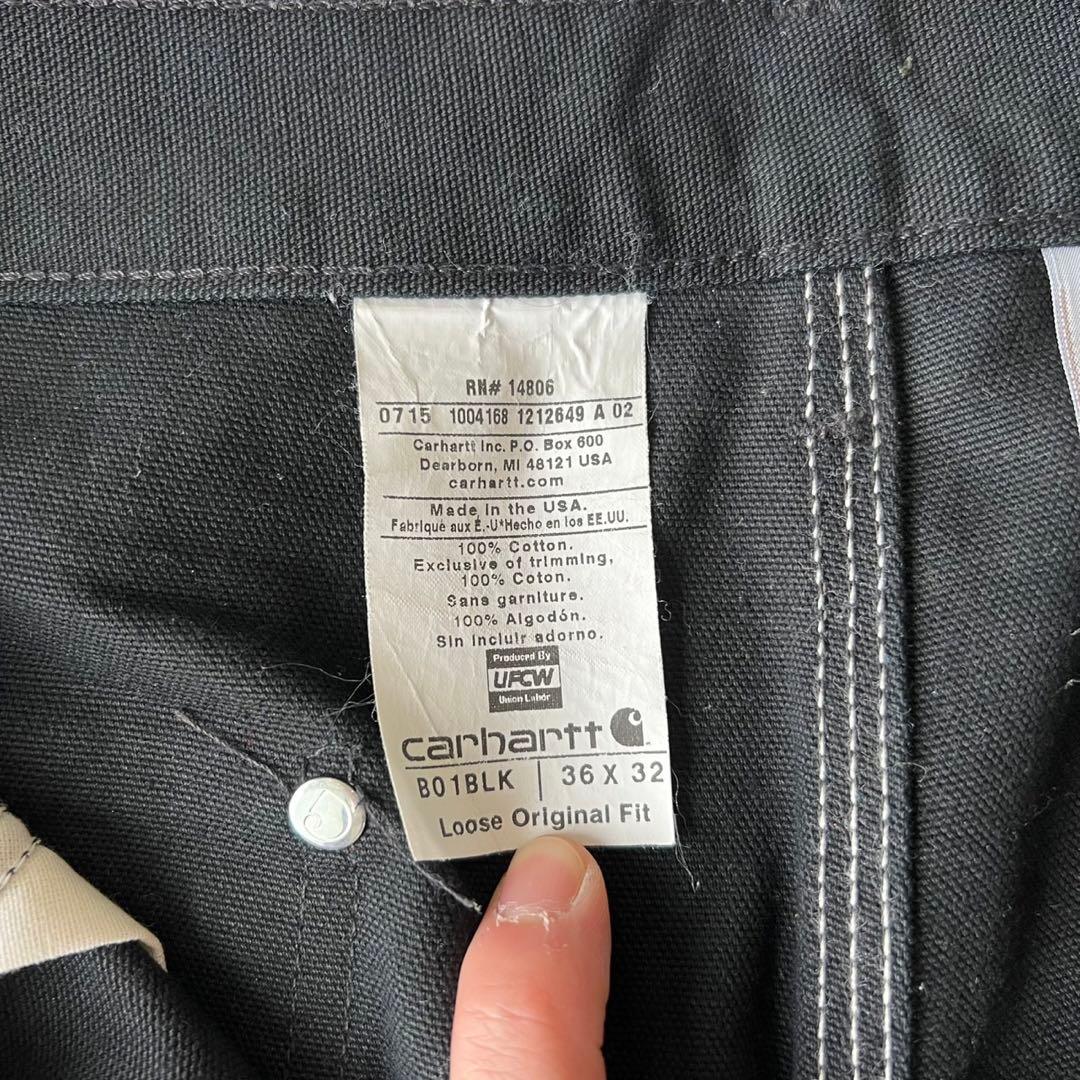 RN# 14806
0715 1004168 1212649 A 02
Carhartt Inc. P.O. Box 600
Dearborn, MI 48121 USA
carhartt.com
Made in the USA.
Fabriqué aux É.-U*Hecho en los EE.UU.
100% Cotton.
Exclusive of trimming,
100% Coton.
Sans garniture.
100% Algodón.
Sin incluir adorno.
Produced By
UFCW
Union Labor
carhartt
B01BLK | 36 X 32
Loose Original Fit